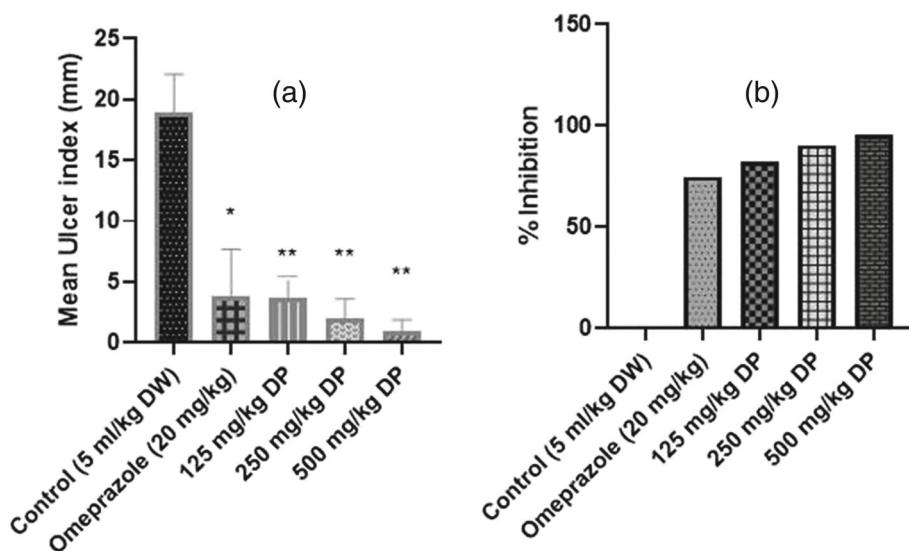 (a)
Mean Ulcer index (mm)
25
20
15
10
5
0
*
**
**
**
Control (5 ml/kg DW)
Omeprazole (20 mg/kg)
125 mg/kg DP
250 mg/kg DP
500 mg/kg DP
(b)
% Inhibition
150
100
50
0
Control (5 ml/kg DW)
Omeprazole (20 mg/kg)
125 mg/kg DP
250 mg/kg DP
500 mg/kg DP